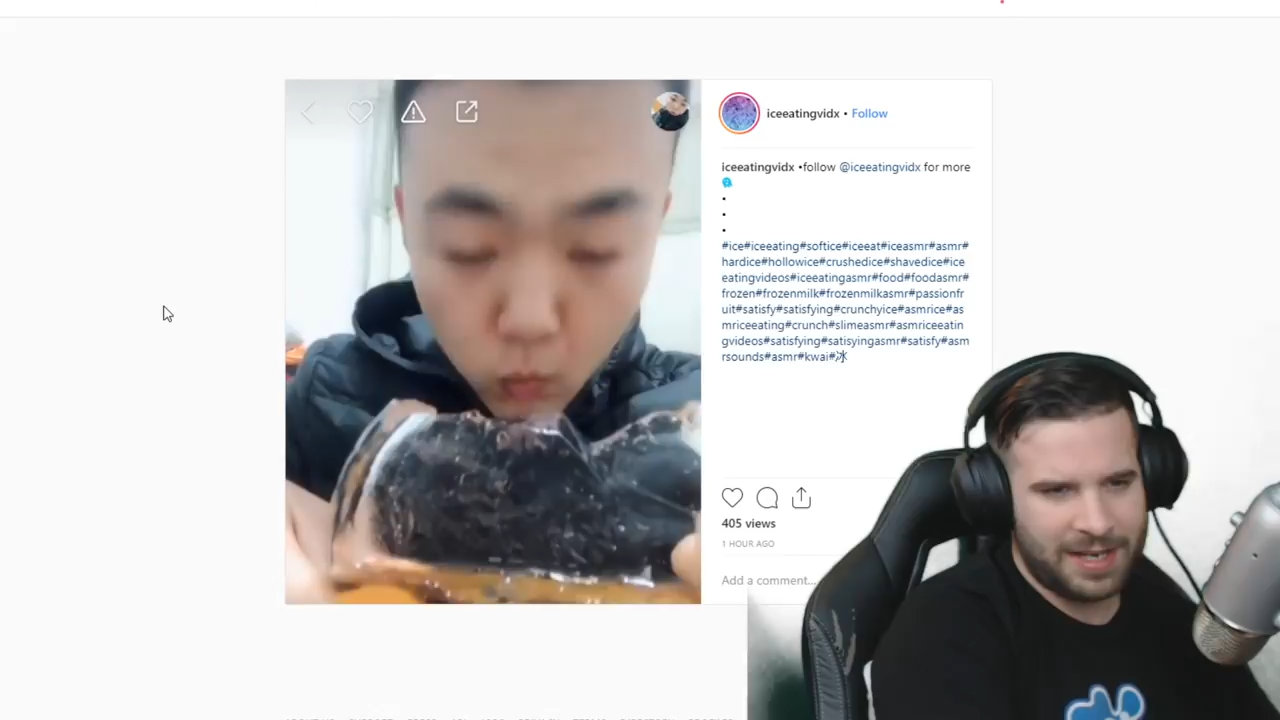 iceeatingvidx • Follow
iceeatingvidx •follow @iceeatingvidx for more
•
•
•
#ice#iceeating#softice#iceeat#iceasmr#asmr#
hardice#hollowice#crushedice#shavedice#ice
eatingvideos#iceeatingasmr#food#foodasmr#
frozen#frozenmilk#frozenmilkasmr#passionfr
uit#satisfy#satisfying#crunchyice#asmrice#as
mriceeating#crunch#slimeasmr#asmriceeatin
gvideos#satisfying#satisyingasmr#satisfy#asm
rsounds#asmr#kwai#冰
405 views
1 HOUR AGO
Add a comment...